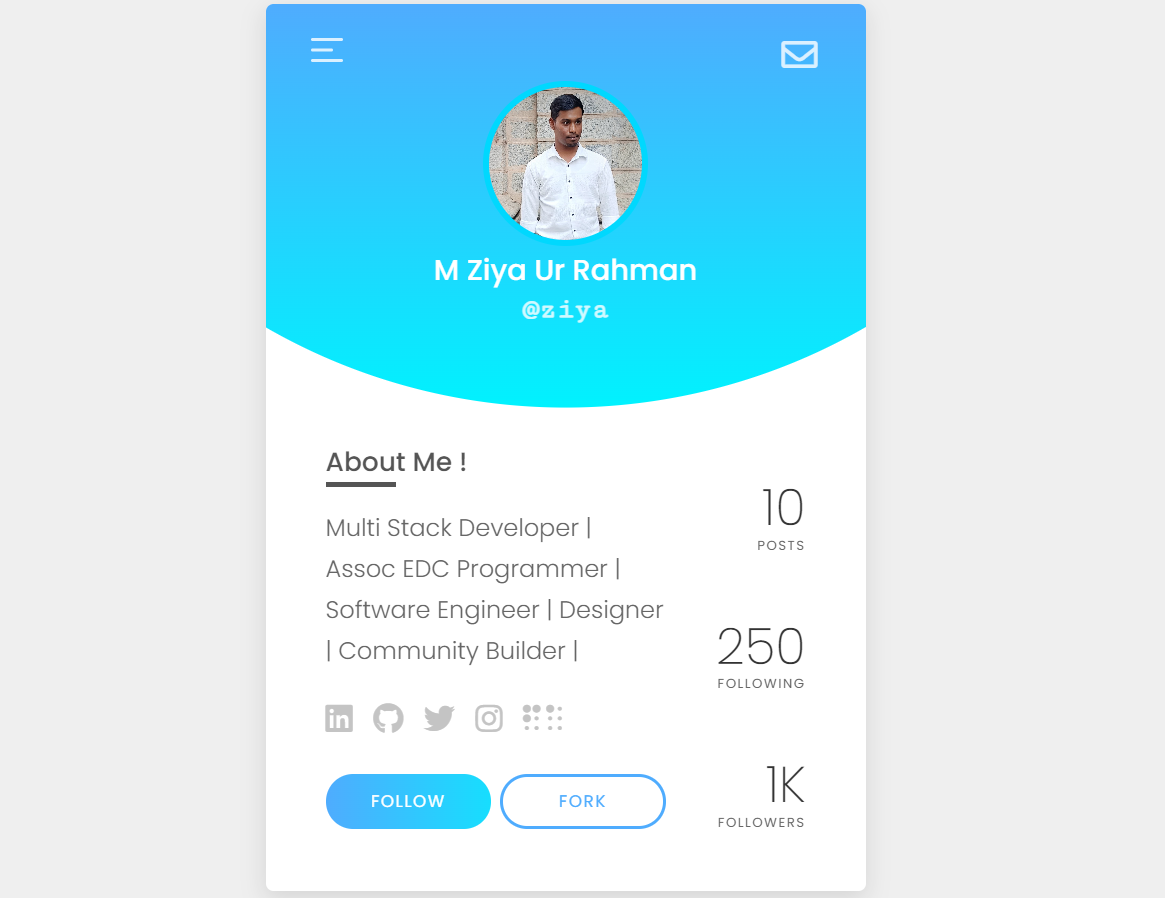 M Ziya Ur Rahman
@ziya
About Me !
Multi Stack Developer |
Assoc EDC Programmer |
Software Engineer | Designer
| Community Builder |
FOLLOW
FORK
10
POSTS
250
FOLLOWING
1K
FOLLOWERS